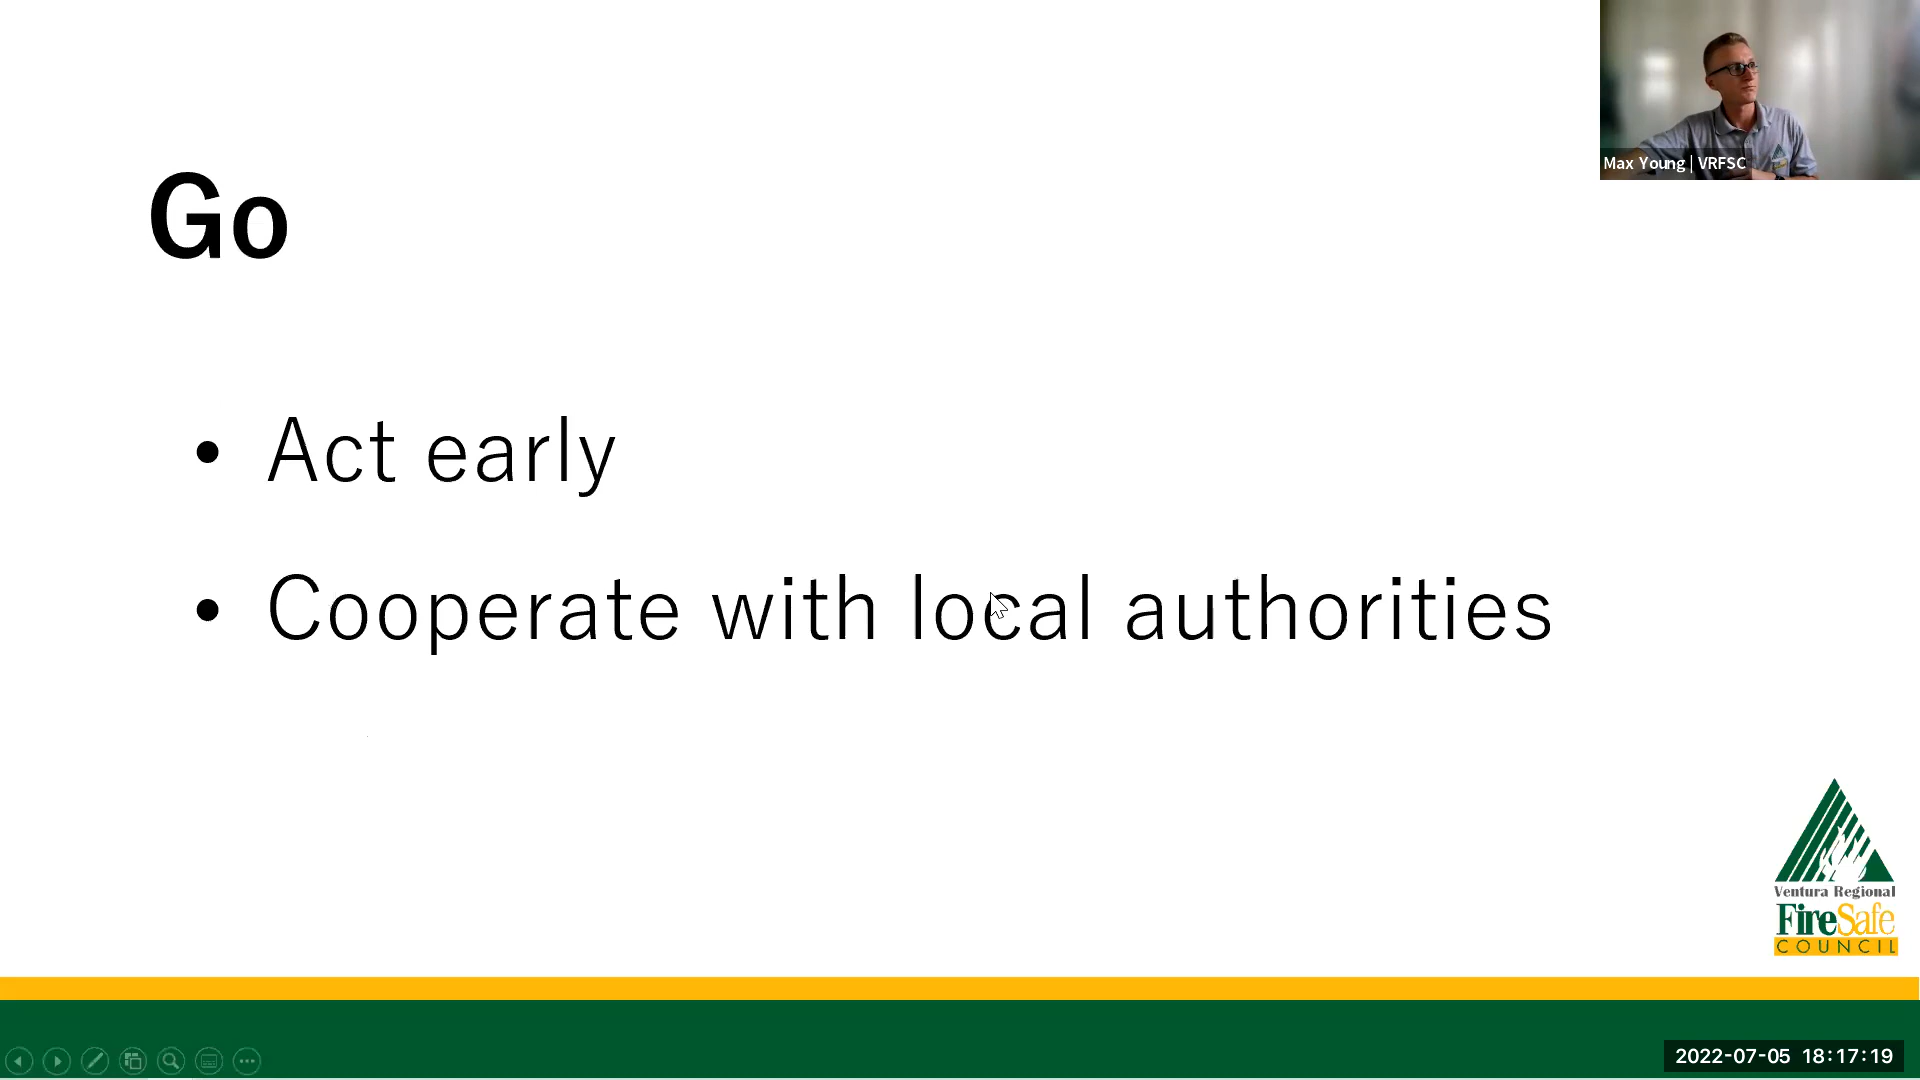 Max Young | VRFSC
Go
• Act early
• Cooperate with local authorities
Ventura Regional
FireSafe
COUNCIL
2022-07-05 18:17:19